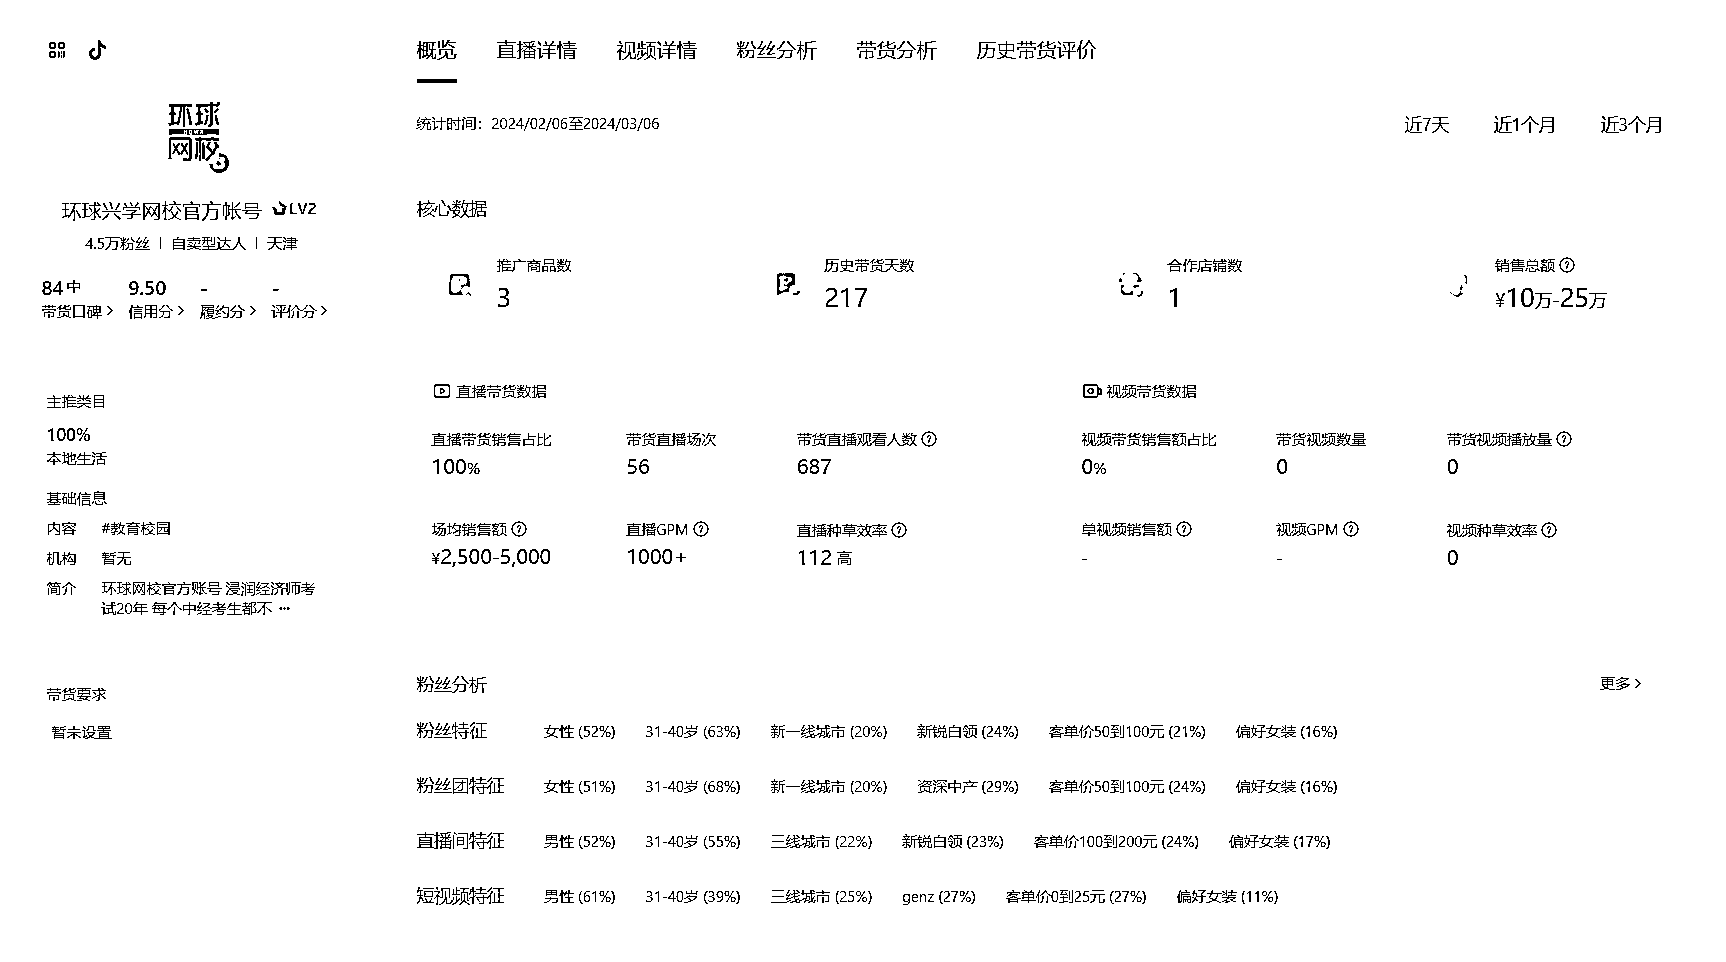 概览 直播详情 视频详情 粉丝分析 带货分析 历史带货评价
环球
网校
统计时间：2024/02/06至2024/03/06 近7天 近1个月 近3个月
环球兴学网校官方帐号 LV2
4.5万粉丝 | 自卖型达人 | 天津
84中 9.50 - -
带货口碑> 信用分> 履约分> 评价分>
主推类目
100%
本地生活
基础信息
内容 #教育校园
机构 暂无
简介 环球网校官方账号 浸润经济师考
试20年 每个中经考生都不 ...
带货要求
暂未设置
核心数据
推广商品数 历史带货天数 合作店铺数 销售总额
3 217 1 ¥10万-25万
直播带货数据 视频带货数据
直播带货销售占比 带货直播场次 带货直播观看人数 视频带货销售额占比 带货视频数量 带货视频播放量
100% 56 687 0% 0 0
场均销售额 直播GPM 直播种草效率 单视频销售额 视频GPM 视频种草效率
¥2,500-5,000 1000+ 112 高 - - 0
粉丝分析 更多>
粉丝特征 女性 (52%) 31-40岁 (63%) 新一线城市 (20%) 新锐白领 (24%) 客单价50到100元 (21%) 偏好女装 (16%)
粉丝团特征 女性 (51%) 31-40岁 (68%) 新一线城市 (20%) 资深中产 (29%) 客单价50到100元 (24%) 偏好女装 (16%)
直播间特征 男性 (52%) 31-40岁 (55%) 三线城市 (22%) 新锐白领 (23%) 客单价100到200元 (24%) 偏好女装 (17%)
短视频特征 男性 (61%) 31-40岁 (39%) 三线城市 (25%) genz (27%) 客单价0到25元 (27%) 偏好女装 (11%)